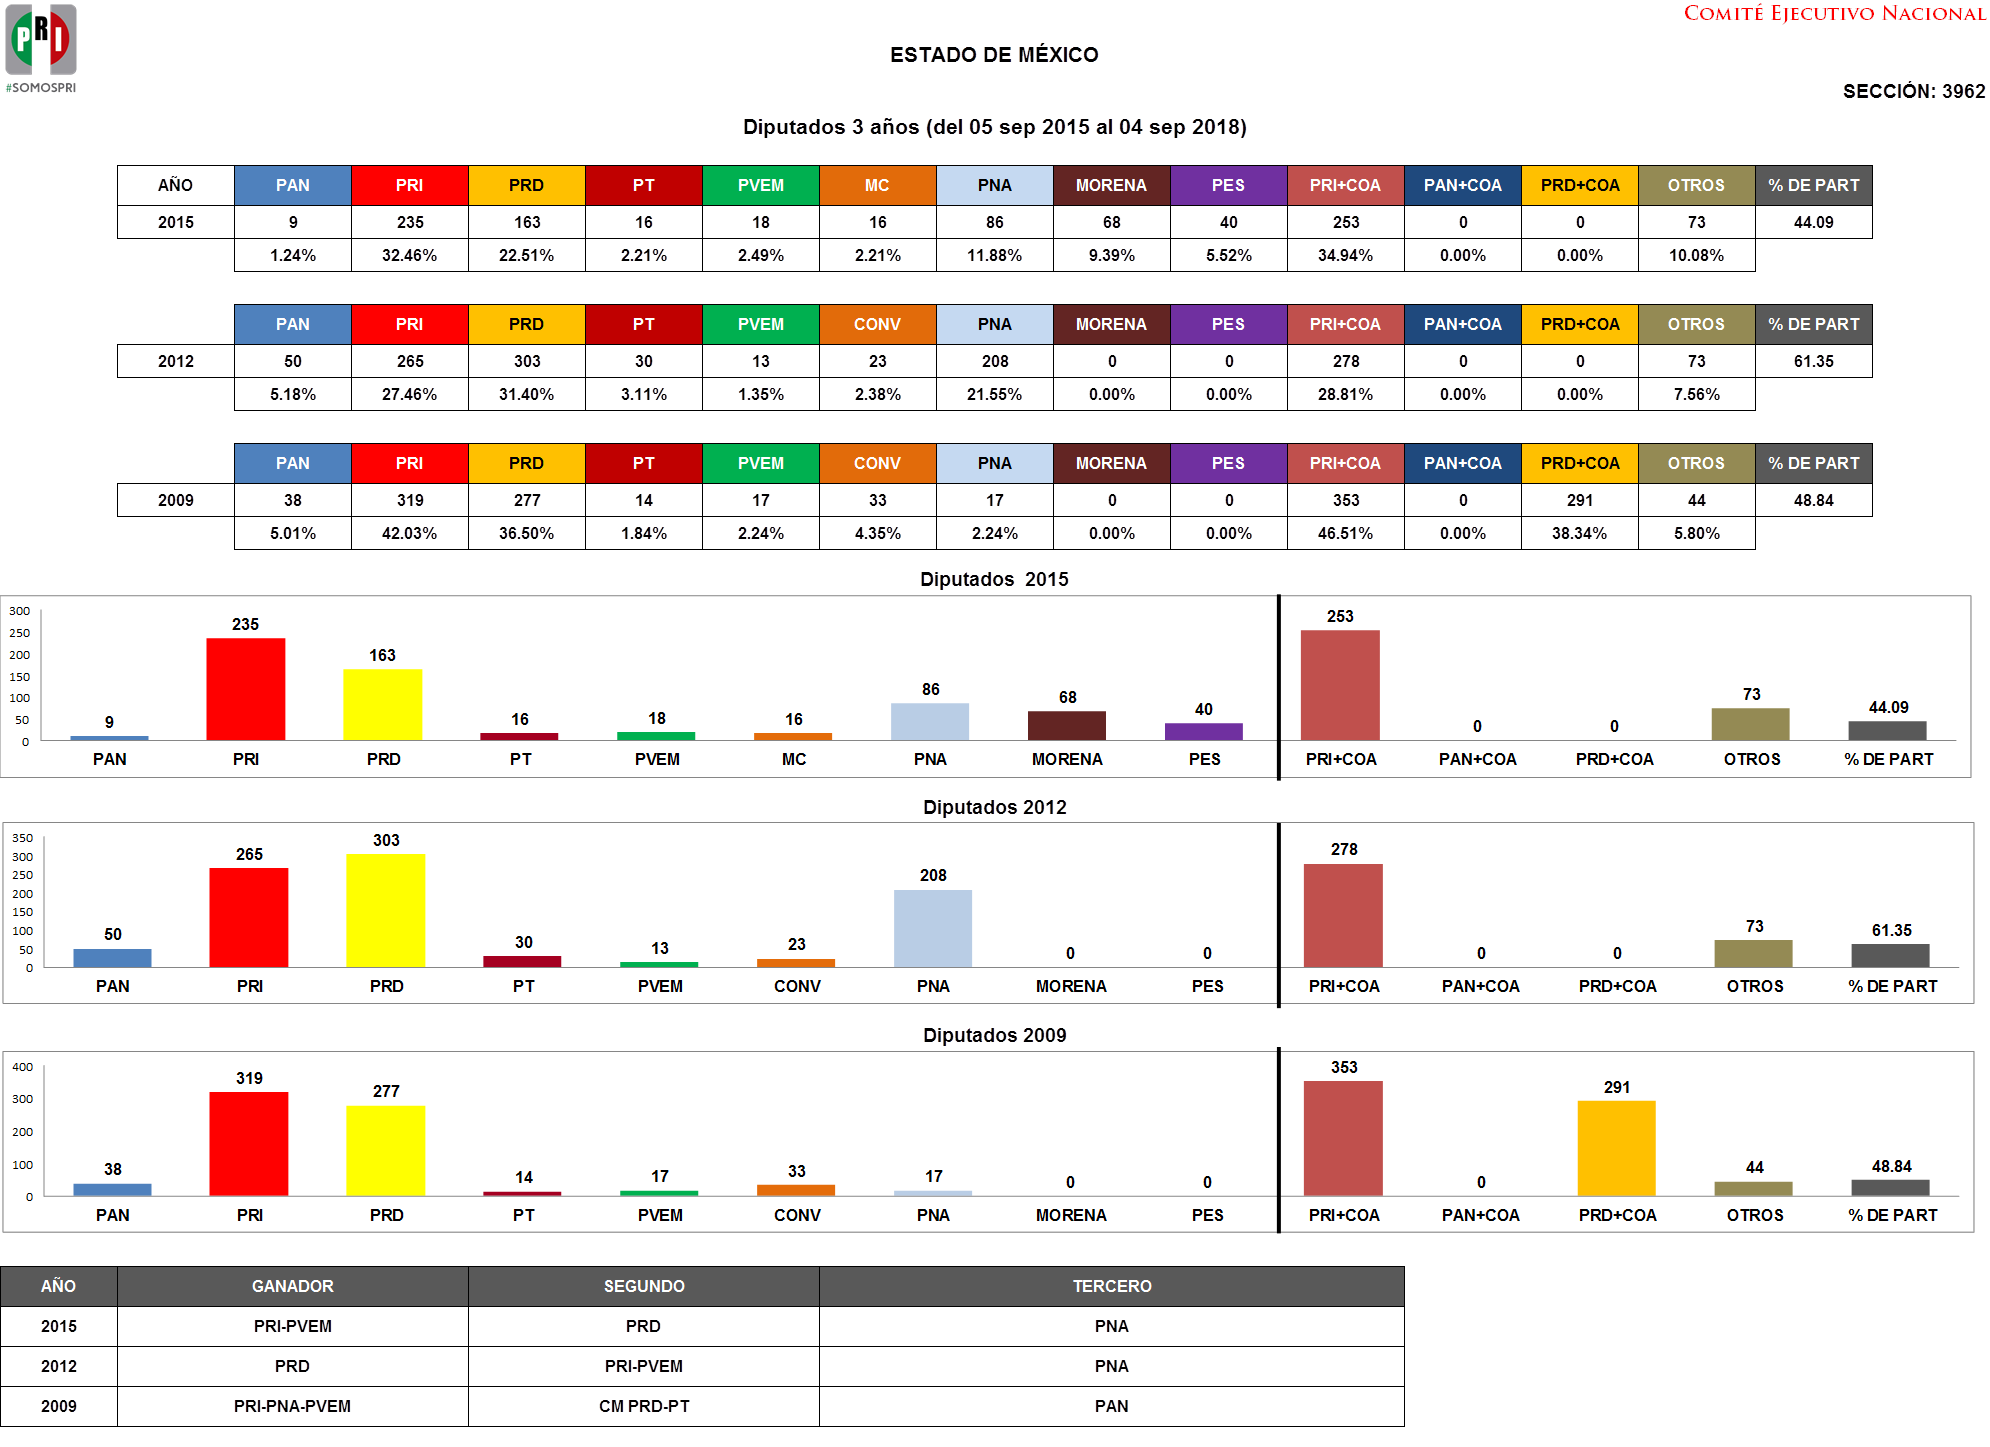 PRI
#SOMOSPRI
COMITÉ EJECUTIVO NACIONAL
ESTADO DE MÉXICO
SECCIÓN: 3962
Diputados 3 años (del 05 sep 2015 al 04 sep 2018)
AÑO PAN PRI PRD PT PVEM MC PNA MORENA PES PRI+COA PAN+COA PRD+COA OTROS % DE PART
2015 9 235 163 16 18 16 86 68 40 253 0 0 73 44.09
1.24% 32.46% 22.51% 2.21% 2.49% 2.21% 11.88% 9.39% 5.52% 34.94% 0.00% 0.00% 10.08%
PAN PRI PRD PT PVEM CONV PNA MORENA PES PRI+COA PAN+COA PRD+COA OTROS % DE PART
2012 50 265 303 30 13 23 208 0 0 278 0 0 73 61.35
5.18% 27.46% 31.40% 3.11% 1.35% 2.38% 21.55% 0.00% 0.00% 28.81% 0.00% 0.00% 7.56%
PAN PRI PRD PT PVEM CONV PNA MORENA PES PRI+COA PAN+COA PRD+COA OTROS % DE PART
2009 38 319 277 14 17 33 17 0 0 353 0 291 44 48.84
5.01% 42.03% 36.50% 1.84% 2.24% 4.35% 2.24% 0.00% 0.00% 46.51% 0.00% 38.34% 5.80%
Diputados 2015
300
250
200
150
100
50
0
9 235 163 16 18 16 86 68 40 253 0 0 73 44.09
PAN PRI PRD PT PVEM MC PNA MORENA PES PRI+COA PAN+COA PRD+COA OTROS % DE PART
Diputados 2012
350
300
250
200
150
100
50
0
50 265 303 30 13 23 208 0 0 278 0 0 73 61.35
PAN PRI PRD PT PVEM CONV PNA MORENA PES PRI+COA PAN+COA PRD+COA OTROS % DE PART
Diputados 2009
400
300
200
100
0
38 319 277 14 17 33 17 0 0 353 0 291 44 48.84
PAN PRI PRD PT PVEM CONV PNA MORENA PES PRI+COA PAN+COA PRD+COA OTROS % DE PART
AÑO GANADOR SEGUNDO TERCERO
2015 PRI-PVEM PRD PNA
2012 PRD PRI-PVEM PNA
2009 PRI-PNA-PVEM CM PRD-PT PAN